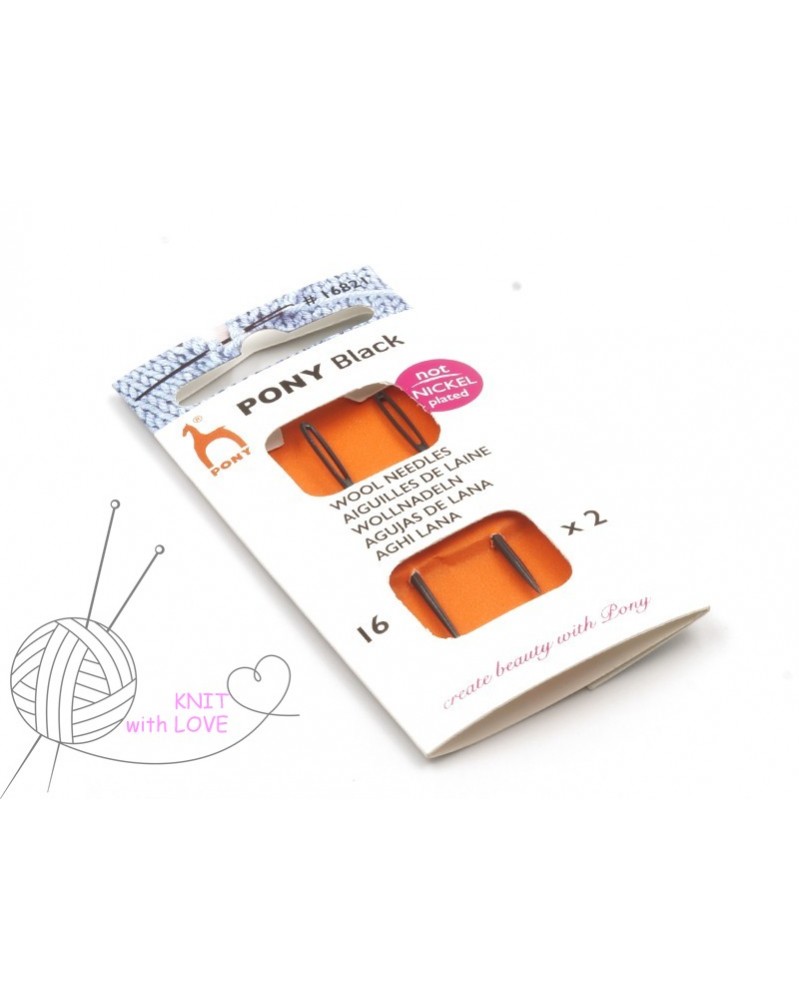 # 16821
PONY Black
not
NICKEL
plated
®
PONY
WOOL NEEDLES
AIGUILLES DE LAINE
WOLLNADELN
AGUJAS DE LANA
AGHI LANA
16
x 2
create beauty with Pony
KNIT
with LOVE